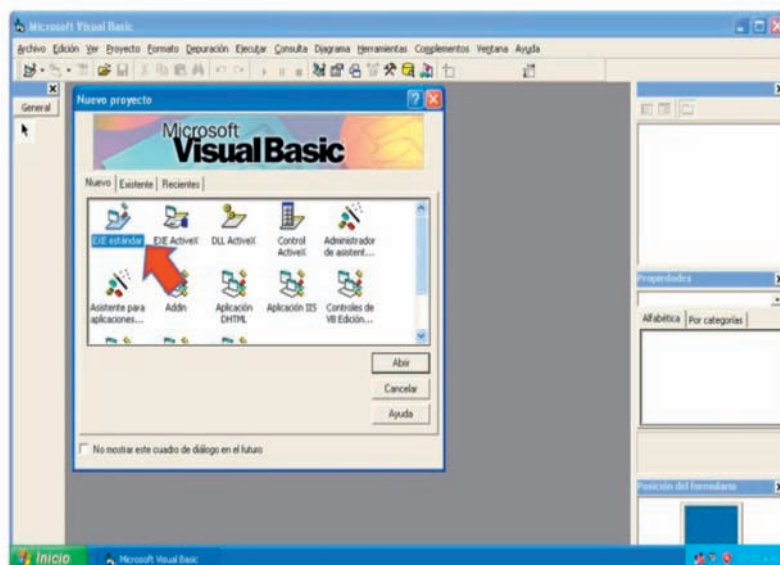 Microsoft Visual Basic
Archivo Edición Ver Proyecto Formato Depuración Ejecutar Consulta Diagrama Herramientas Complementos Ventana Ayuda
General
Nuevo proyecto
Microsoft
Visual Basic
Nuevo Existente Recientes
EXE estándar EXE ActiveX DLL ActiveX Control ActiveX Administrador de asistent...
Asistente para aplicaciones... Addin Aplicación DHTML Aplicación IIS Controles de VB Edición...
Abrir
Cancelar
Ayuda
No mostrar este cuadro de diálogo en el futuro
Propiedades
Alfabética Por categorías
Posición del formulario
Inicio Microsoft Visual Basic